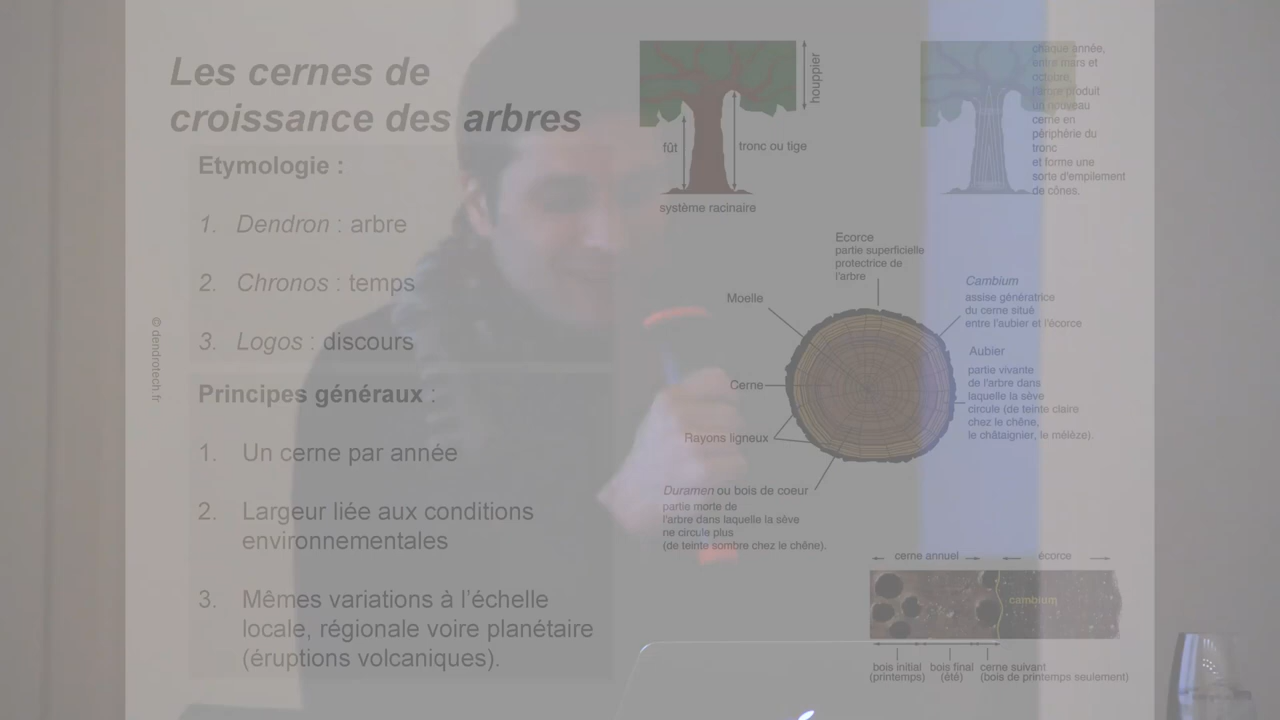 Les cernes de
croissance des arbres
Etymologie :
1. Dendron : arbre
2. Chronos : temps
3. Logos : discours
Principes généraux :
1. Un cerne par année
2. Largeur liée aux conditions
environnementales
3. Mêmes variations à l'échelle
locale, régionale voire planétaire
(éruptions volcaniques).
© dendrotech.fr
houppier
fût
tronc ou tige
système racinaire
chaque année,
entre mars et
octobre,
l'arbre produit
un nouveau
cerne en
périphérie du
tronc
et forme une
sorte d'empilement
de cônes.
Ecorce
partie superficielle
protectrice de
l'arbre
Moelle
Cambium
assise génératrice
du cerne situé
entre l'aubier et l'écorce
Aubier
partie vivante
de l'arbre dans
laquelle la sève
circule (de teinte claire
chez le chêne,
le châtaignier, le mélèze).
Cerne
Rayons ligneux
Duramen ou bois de coeur
partie morte de
l'arbre dans laquelle la sève
ne circule plus
(de teinte sombre chez le chêne).
cerne annuel
écorce
cambium
bois initial
(printemps)
bois final
(été)
cerne suivant
(bois de printemps seulement)